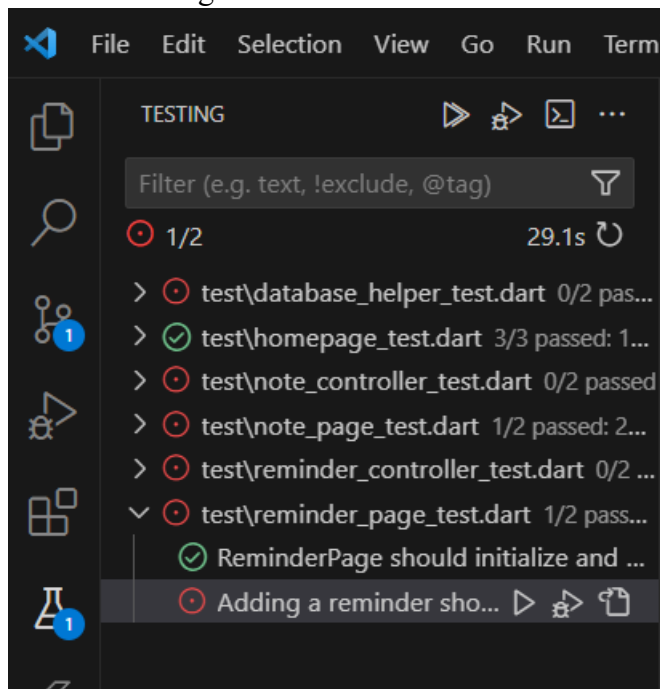 File Edit Selection View Go Run Term
TESTING
Filter (e.g. text, !exclude, @tag)
1/2 29.1s
test\database_helper_test.dart 0/2 pas...
1
test\homepage_test.dart 3/3 passed: 1...
test\note_controller_test.dart 0/2 passed
test\note_page_test.dart 1/2 passed: 2...
test\reminder_controller_test.dart 0/2 ...
test\reminder_page_test.dart 1/2 pass...
ReminderPage should initialize and ...
Adding a reminder sho...
1